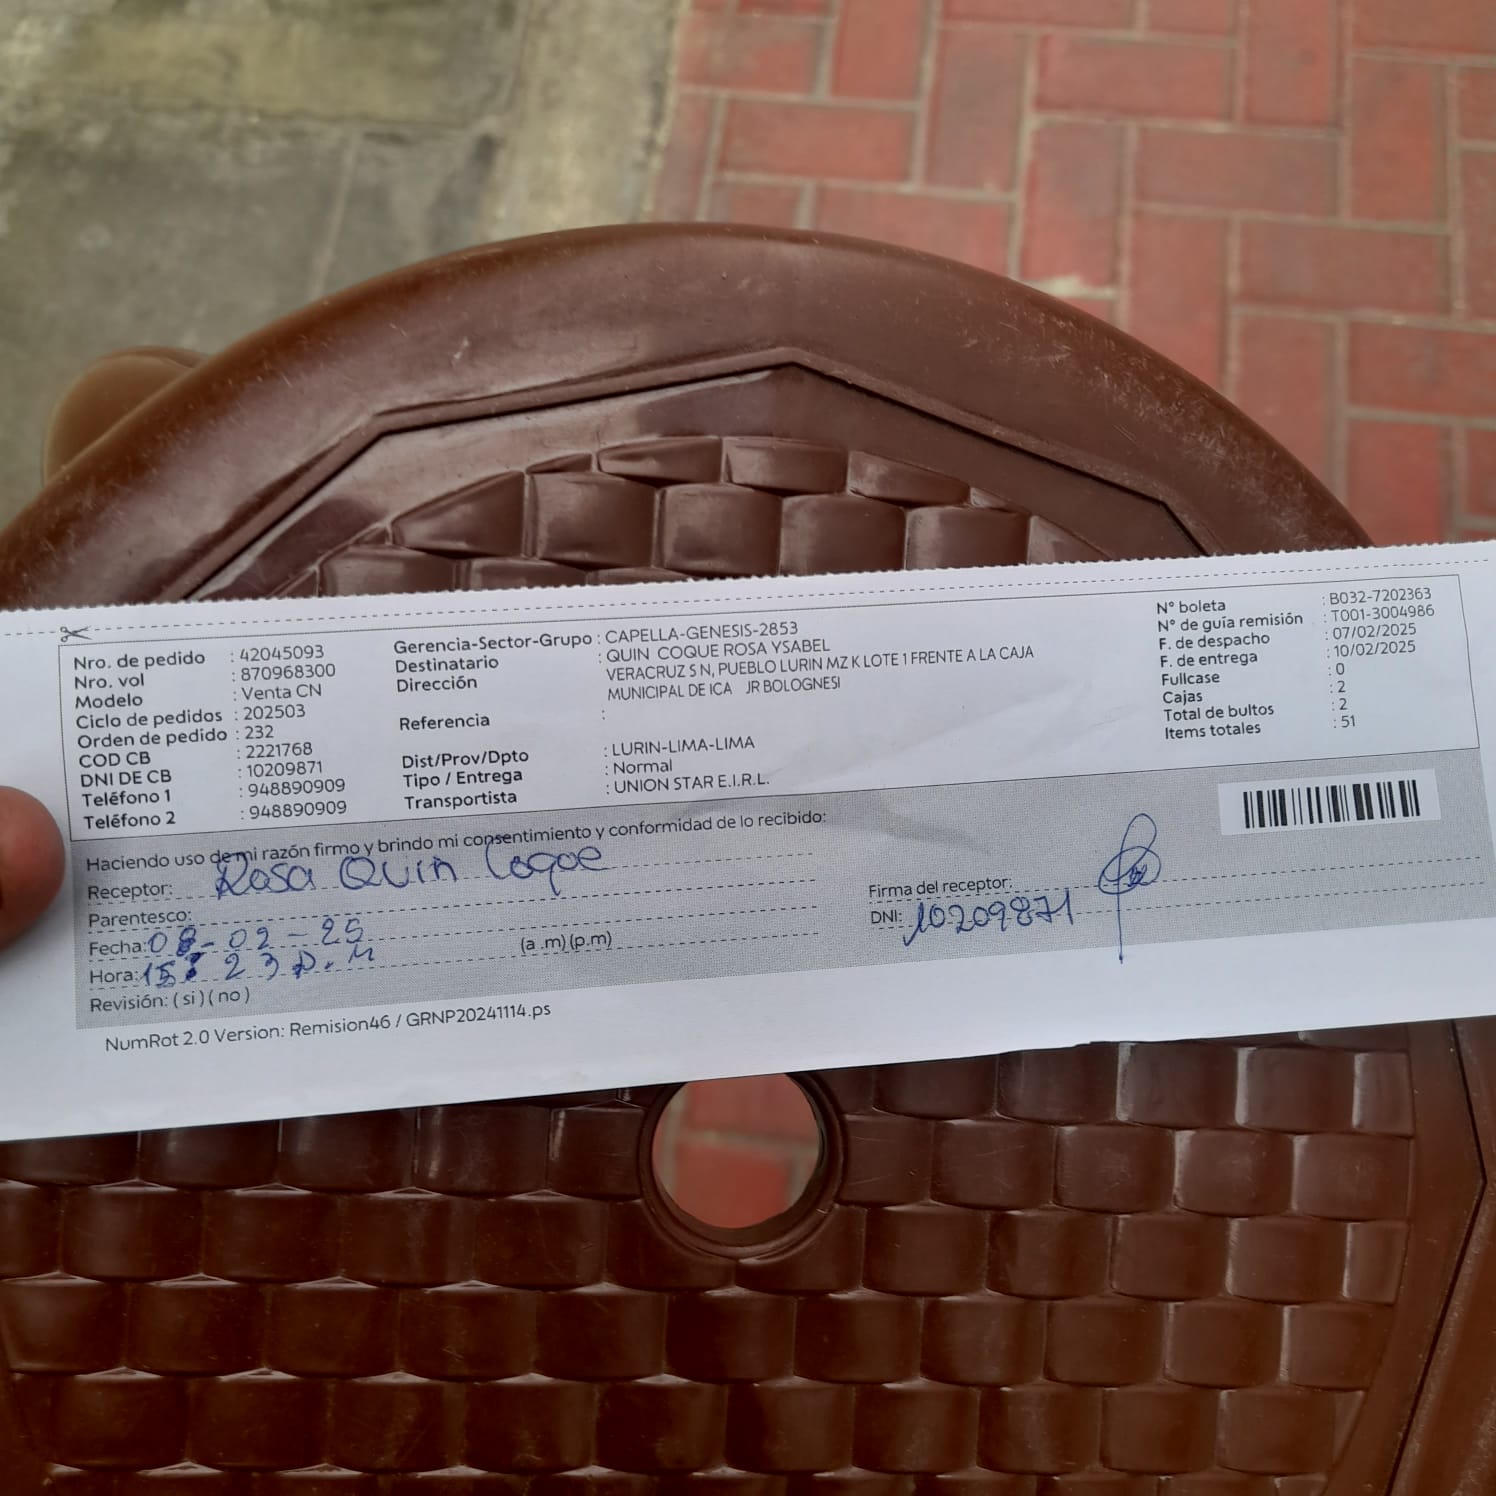 Nro. de pedido : 42045093
Nro. vol : 870968300
Modelo : Venta CN
Ciclo de pedidos : 202503
Orden de pedido : 232
COD CB : 2221768
DNI DE CB : 10209871
Teléfono 1 : 948890909
Teléfono 2 : 948890909
Gerencia-Sector-Grupo : CAPELLA-GENESIS-2853
Destinatario : QUIN COQUE ROSA YSABEL
Dirección : VERACRUZ S N, PUEBLO LURIN MZ K LOTE 1 FRENTE A LA CAJA
MUNICIPAL DE ICA JR BOLOGNESI
Referencia :
Dist/Prov/Dpto : LURIN-LIMA-LIMA
Tipo / Entrega : Normal
Transportista : UNION STAR E.I.R.L.
N° boleta : B032-7202363
N° de guía remisión : T001-3004986
F. de despacho : 07/02/2025
F. de entrega : 10/02/2025
Fullcase : 0
Cajas : 2
Total de bultos : 2
Items totales : 51
Haciendo uso de mi razón firmo y brindo mi consentimiento y conformidad de lo recibido:
Receptor: Rosa Quin Coque
Parentesco:
Fecha: 08-02-25
Hora: 15:23 p.m (a .m) (p.m)
Revisión: ( si ) ( no )
Firma del receptor:
DNI: 10209871
NumRot 2.0 Version: Remision46 / GRNP20241114.ps